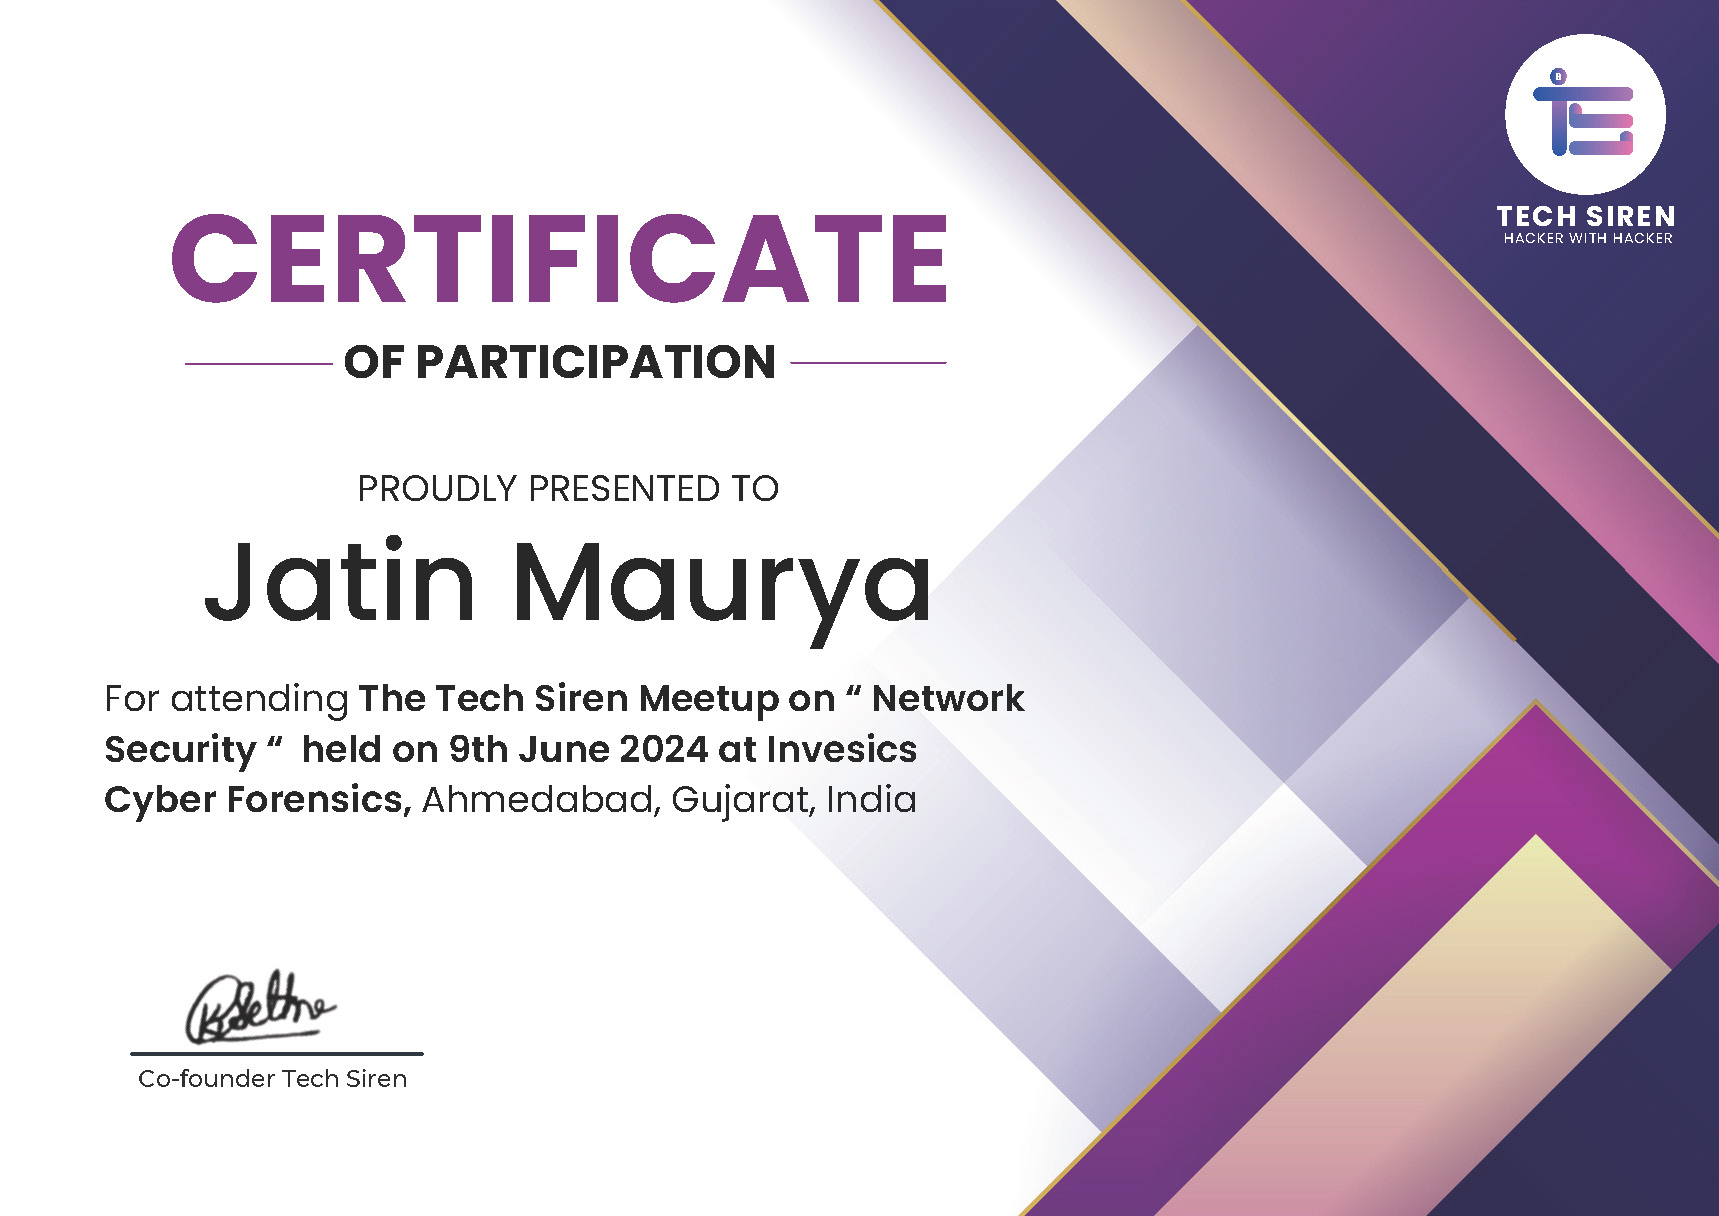 TECH SIREN
HACKER WITH HACKER
CERTIFICATE
OF PARTICIPATION
PROUDLY PRESENTED TO
Jatin Maurya
For attending The Tech Siren Meetup on “ Network
Security “ held on 9th June 2024 at Invesics
Cyber Forensics, Ahmedabad, Gujarat, India
Co-founder Tech Siren